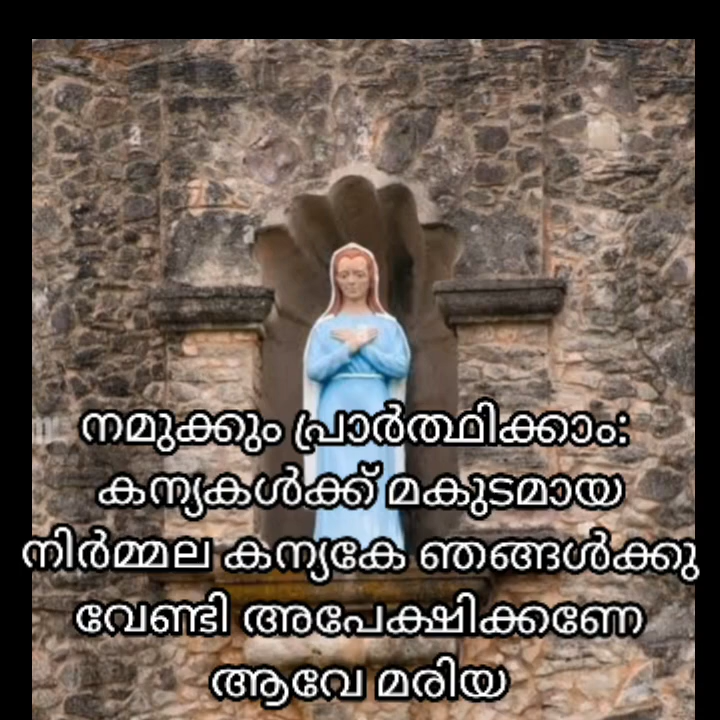 നമുക്കും പ്രാർത്ഥിക്കാം:
കന്യകൾക്ക് മകുടമായ
നിർമ്മല കന്യകേ ഞങ്ങൾക്കു
വേണ്ടി അപേക്ഷിക്കണേ
ആവേ മരിയ